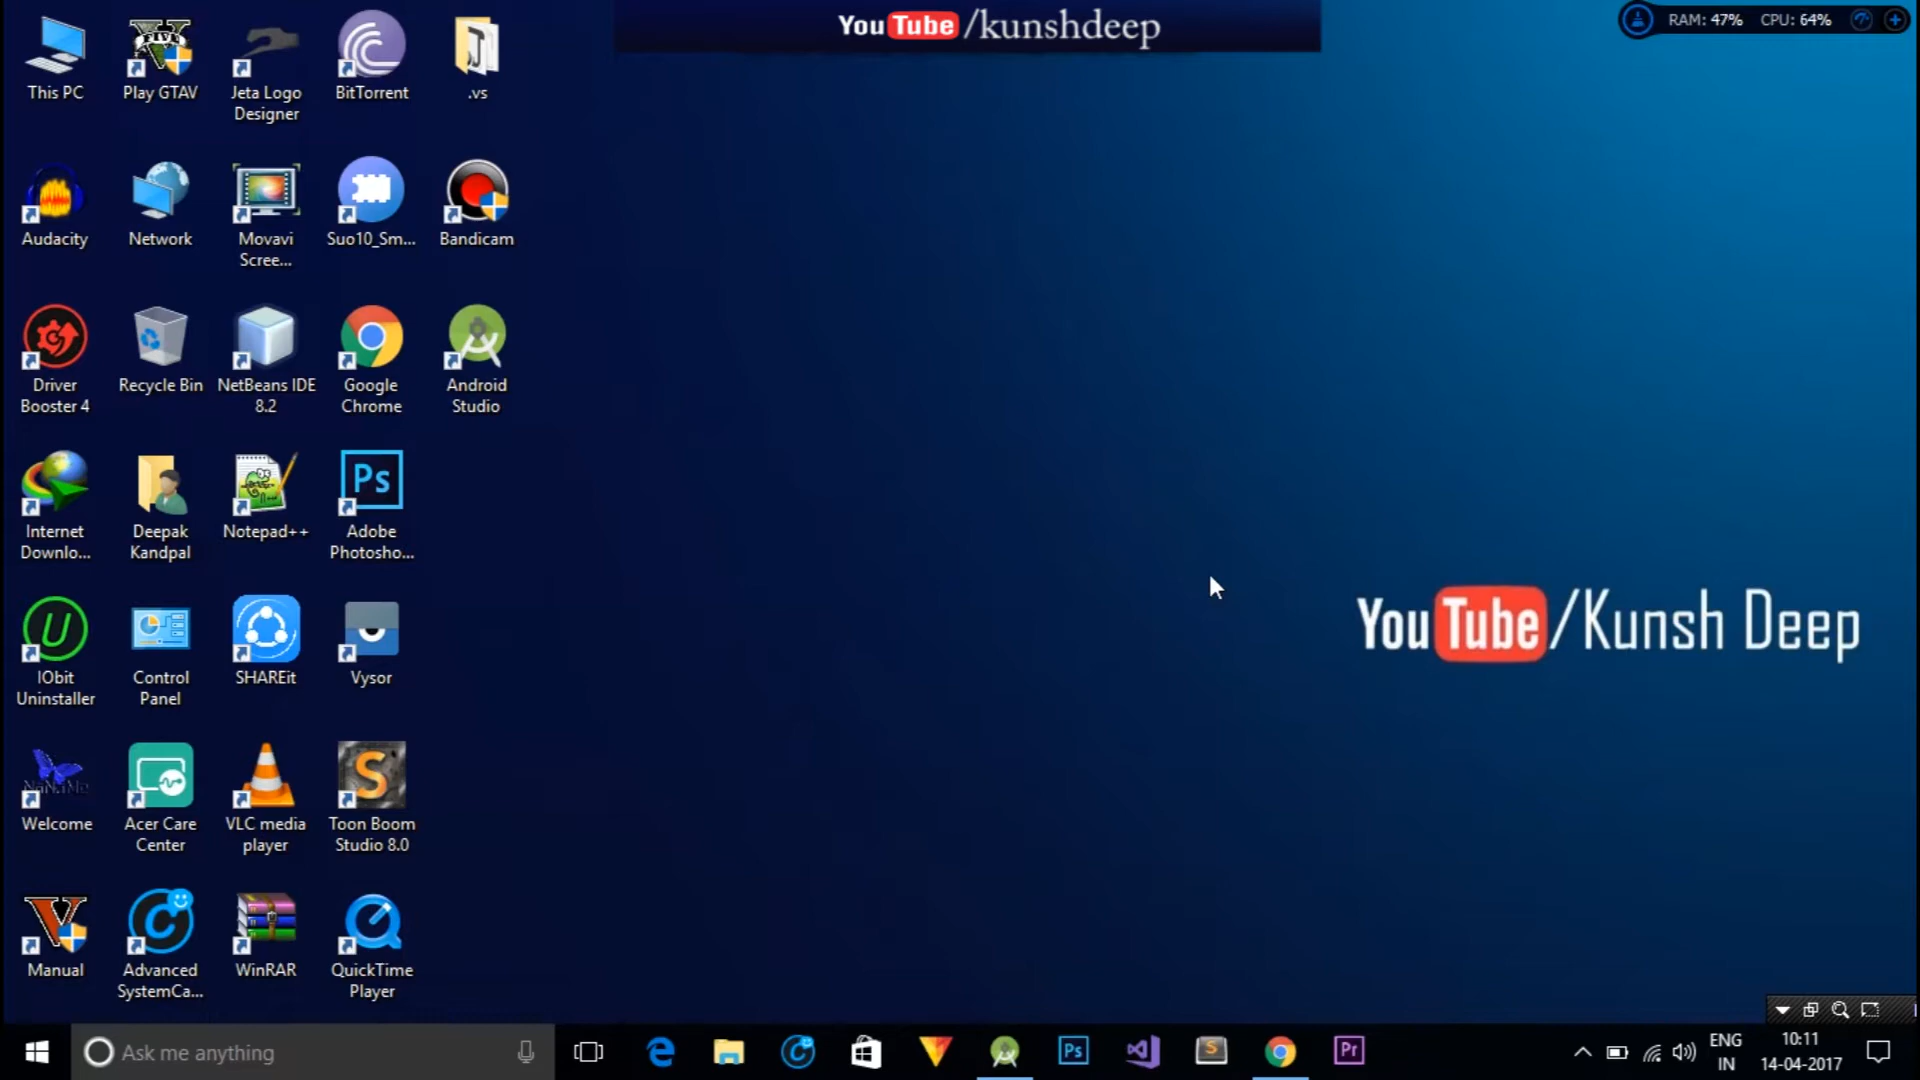 YouTube/kunshdeep
RAM: 47% CPU: 64%
This PC
Play GTAV
Jeta Logo
Designer
BitTorrent
.vs
Audacity
Network
Movavi
Scree...
Suo10_Sm...
Bandicam
Driver
Booster 4
Recycle Bin
NetBeans IDE
8.2
Google
Chrome
Android
Studio
Internet
Downlo...
Deepak
Kandpal
Notepad++
Ps
Adobe
Photosho...
YouTube/Kunsh Deep
IObit
Uninstaller
Control
Panel
SHAREit
Vysor
Welcome
Acer Care
Center
VLC media
player
Toon Boom
Studio 8.0
Manual
Advanced
SystemCa...
WinRAR
QuickTime
Player
Ask me anything
Ps
Pr
ENG
IN
10:11
14-04-2017